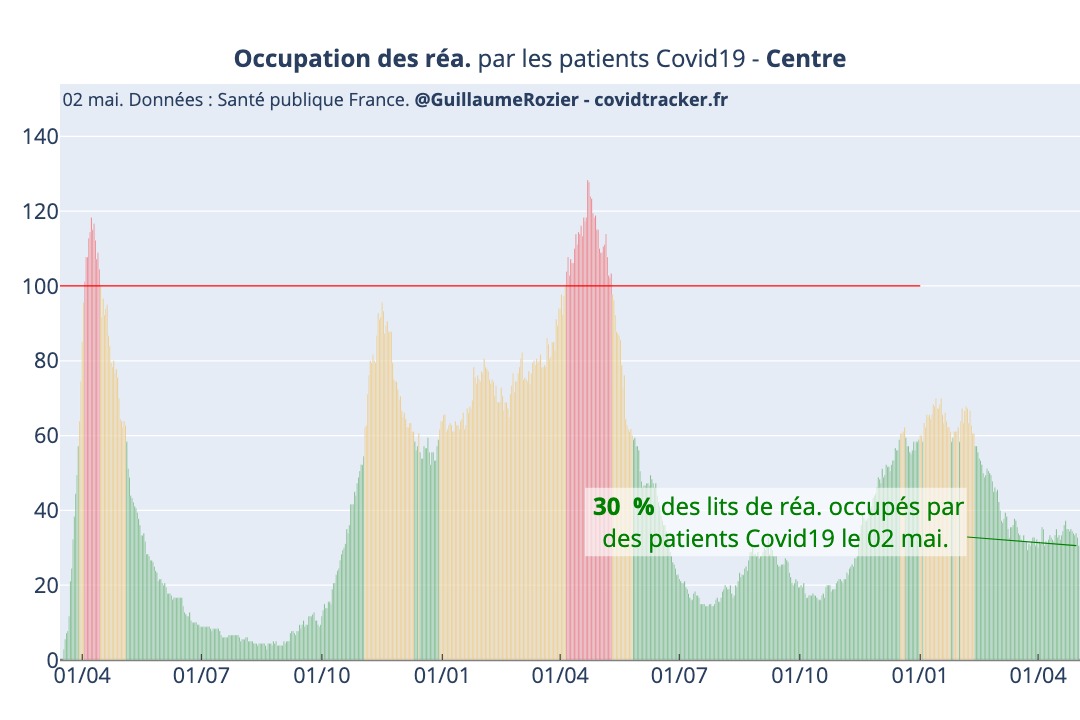 Occupation des réa. par les patients Covid19 - Centre
02 mai. Données : Santé publique France. @GuillaumeRozier - covidtracker.fr
140
120
100
80
60
40
20
0
30 % des lits de réa. occupés par
des patients Covid19 le 02 mai.
01/04 01/07 01/10 01/01 01/04 01/07 01/10 01/01 01/04